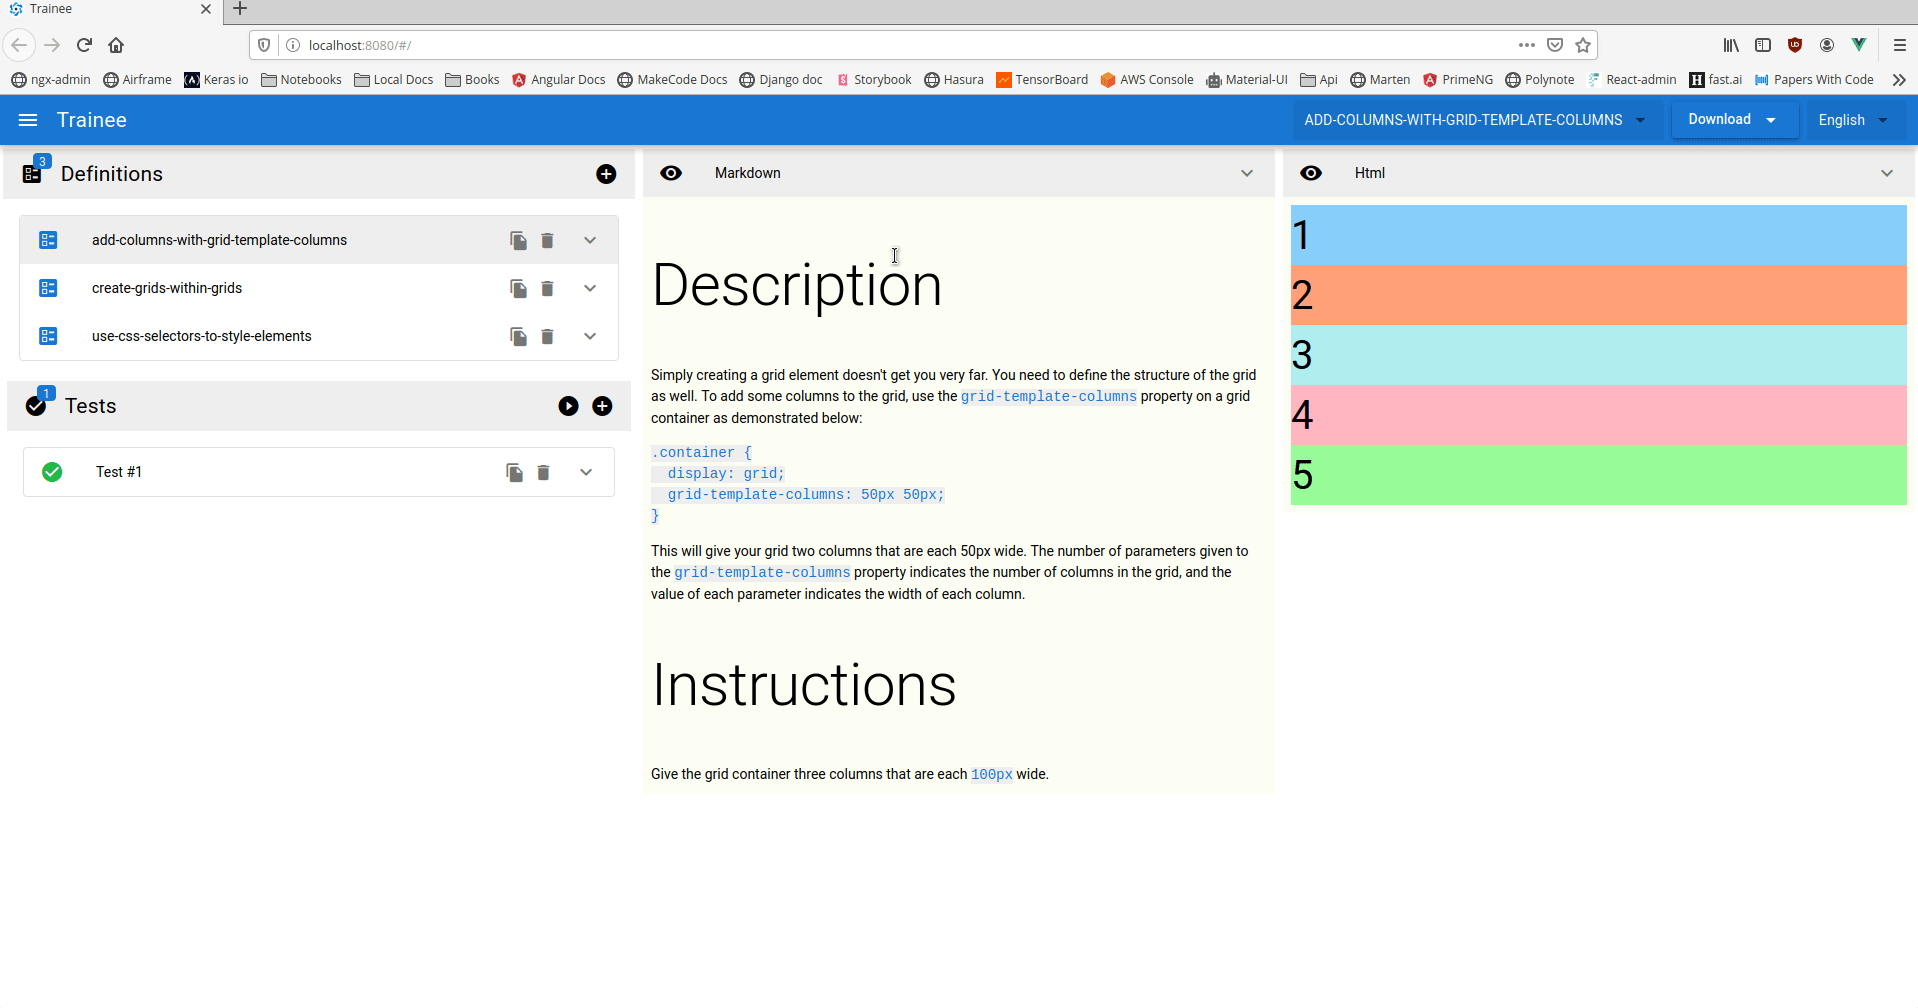 Trainee
localhost:8080/#/
ngx-admin Airframe Keras io Notebooks Local Docs Books Angular Docs MakeCode Docs Django doc Storybook Hasura TensorBoard AWS Console Material-UI Api Marten PrimeNG Polynote React-admin fast.ai Papers With Code
Trainee ADD-COLUMNS-WITH-GRID-TEMPLATE-COLUMNS Download English
3
Definitions
add-columns-with-grid-template-columns
create-grids-within-grids
use-css-selectors-to-style-elements
1
Tests
Test #1
Markdown
Description
Simply creating a grid element doesn't get you very far. You need to define the structure of the grid
as well. To add some columns to the grid, use the grid-template-columns property on a grid
container as demonstrated below:
.container {
  display: grid;
  grid-template-columns: 50px 50px;
}
This will give your grid two columns that are each 50px wide. The number of parameters given to
the grid-template-columns property indicates the number of columns in the grid, and the
value of each parameter indicates the width of each column.
Instructions
Give the grid container three columns that are each 100px wide.
Html
1
2
3
4
5